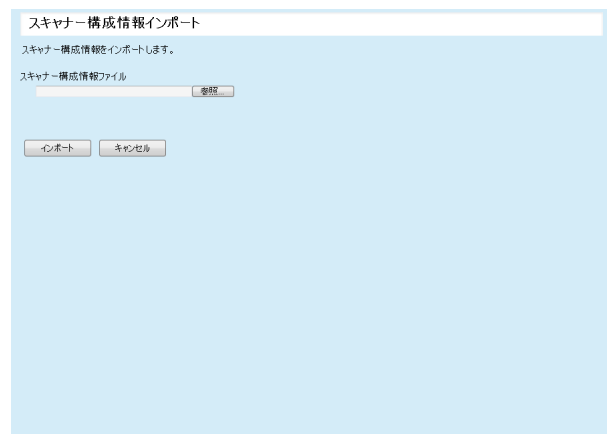 スキャナー構成情報インポート
スキャナー構成情報をインポートします。
スキャナー構成情報ファイル
参照...
インポート キャンセル